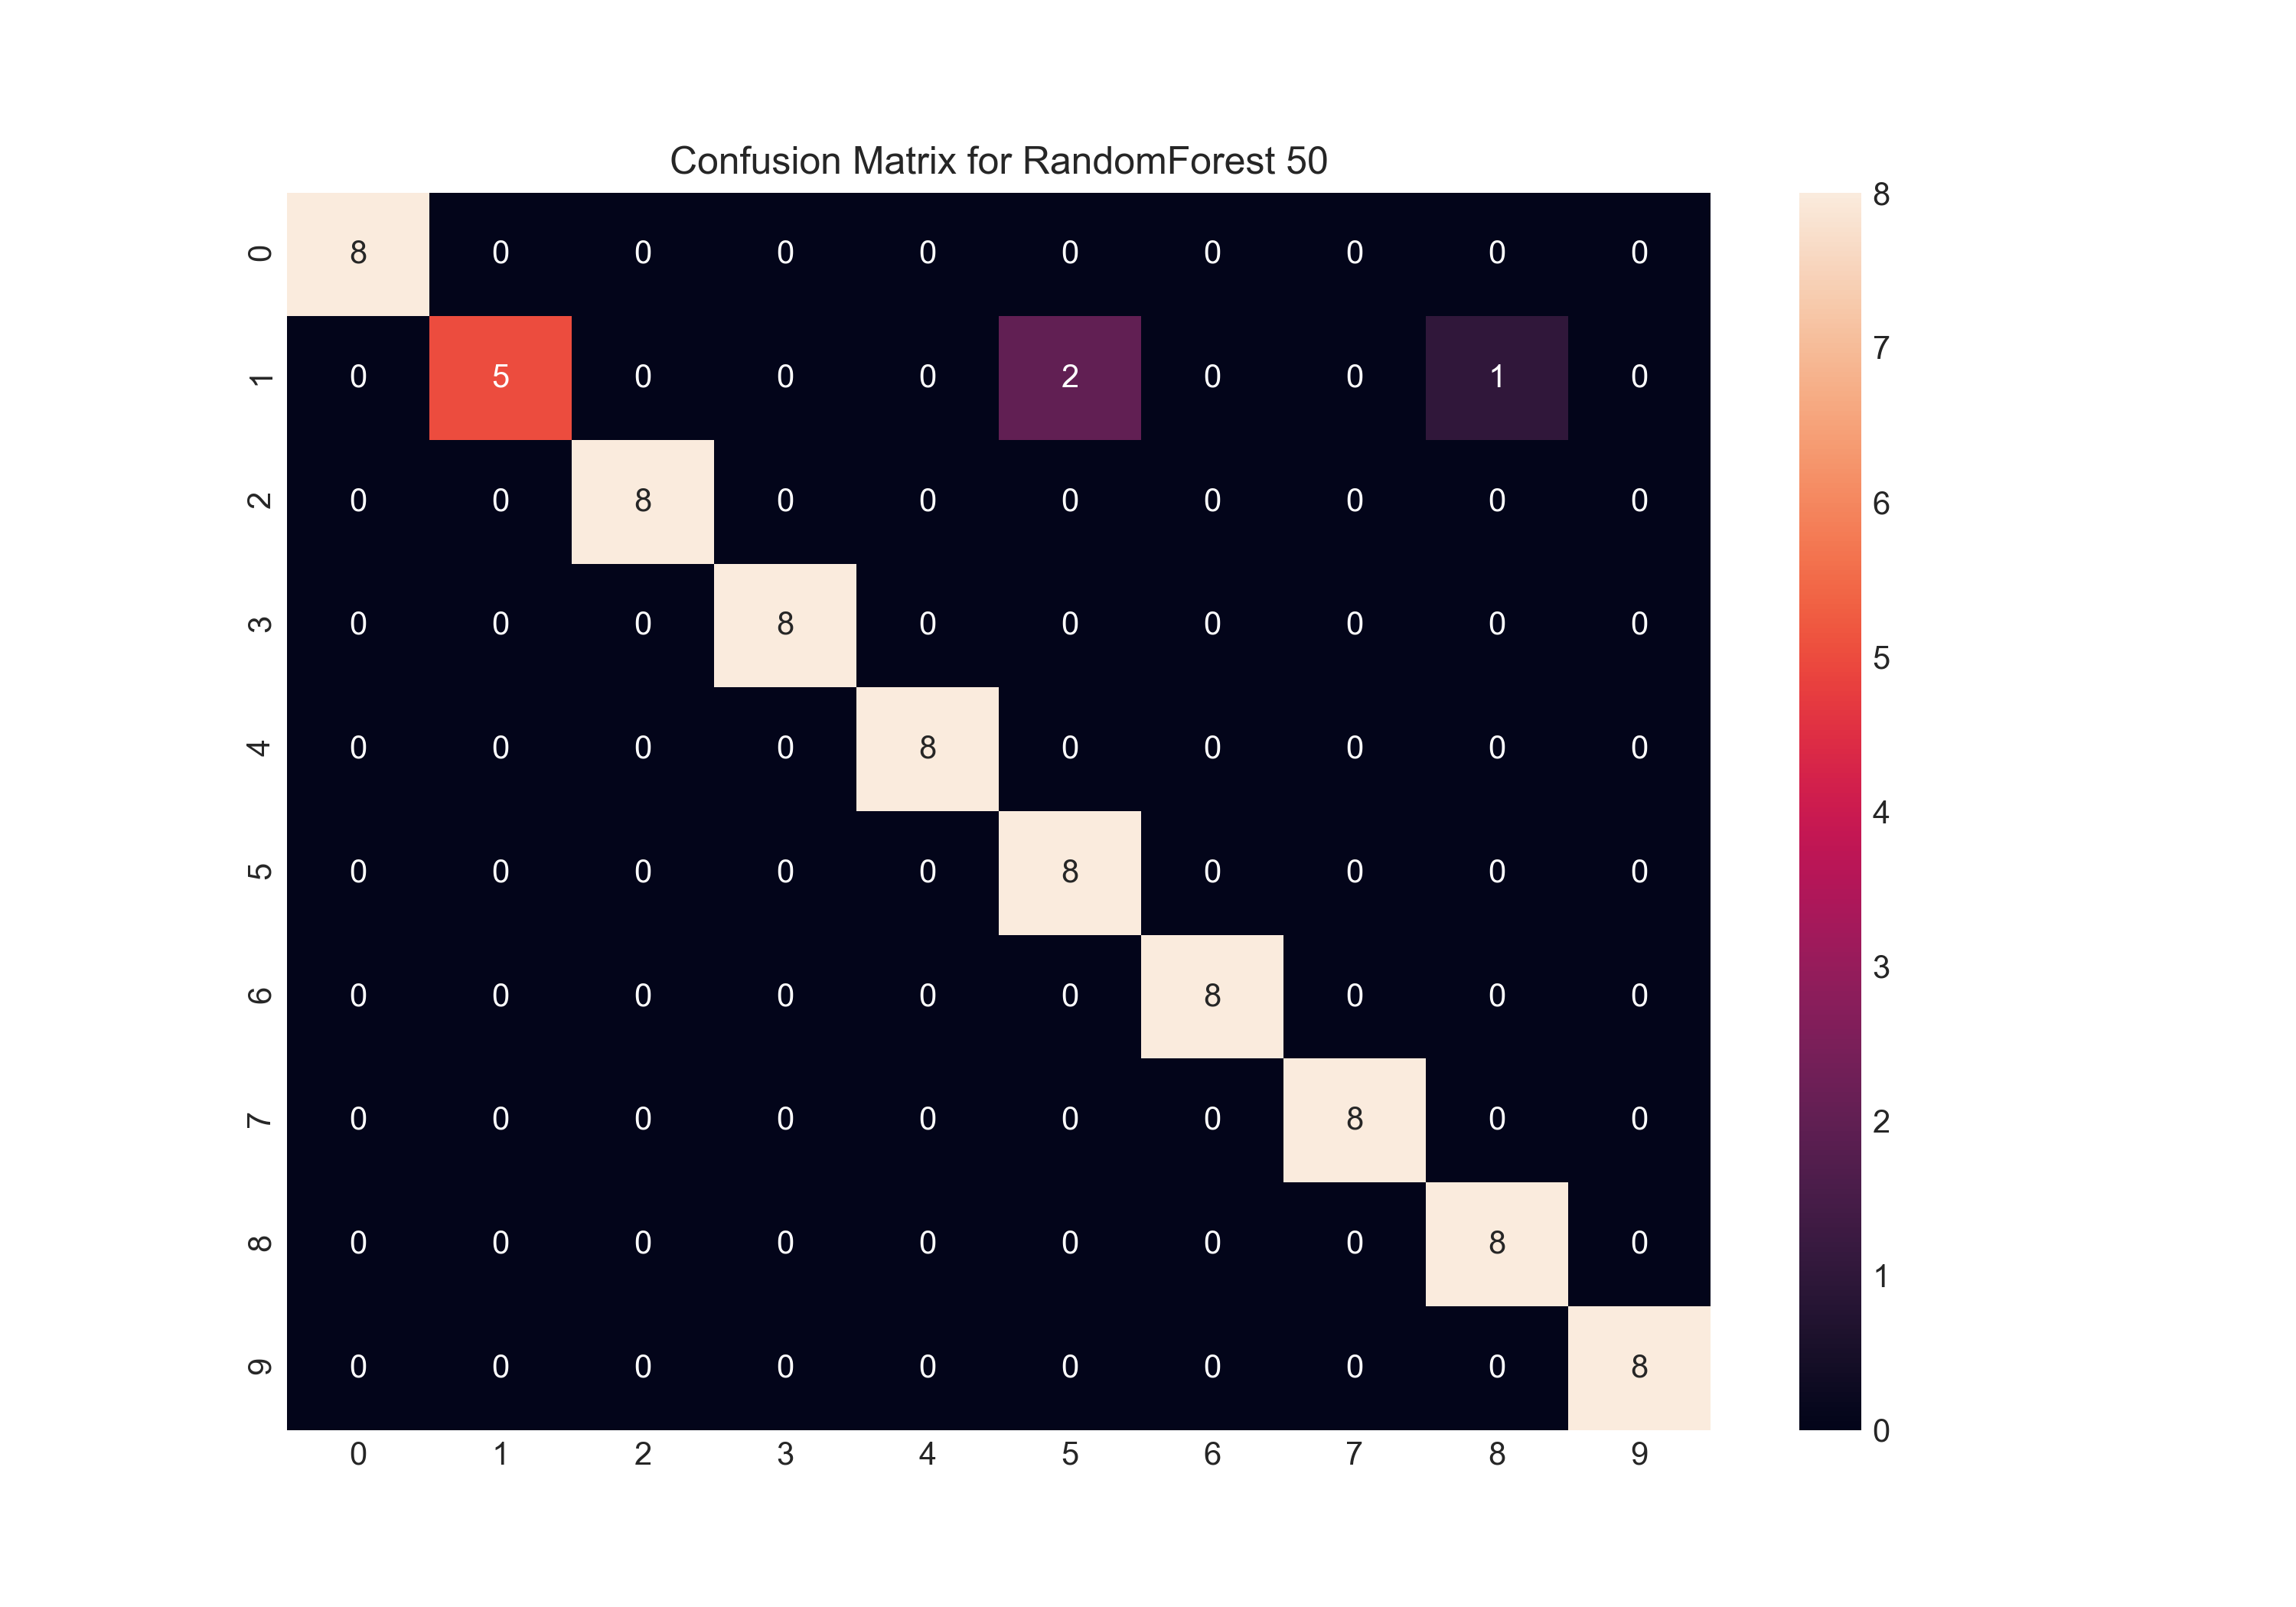 Confusion Matrix for RandomForest 50
0 8 0 0 0 0 0 0 0 0 0
1 0 5 0 0 0 2 0 0 1 0
2 0 0 8 0 0 0 0 0 0 0
3 0 0 0 8 0 0 0 0 0 0
4 0 0 0 0 8 0 0 0 0 0
5 0 0 0 0 0 8 0 0 0 0
6 0 0 0 0 0 0 8 0 0 0
7 0 0 0 0 0 0 0 8 0 0
8 0 0 0 0 0 0 0 0 8 0
9 0 0 0 0 0 0 0 0 0 8
0 1 2 3 4 5 6 7 8 9
8
7
6
5
4
3
2
1
0